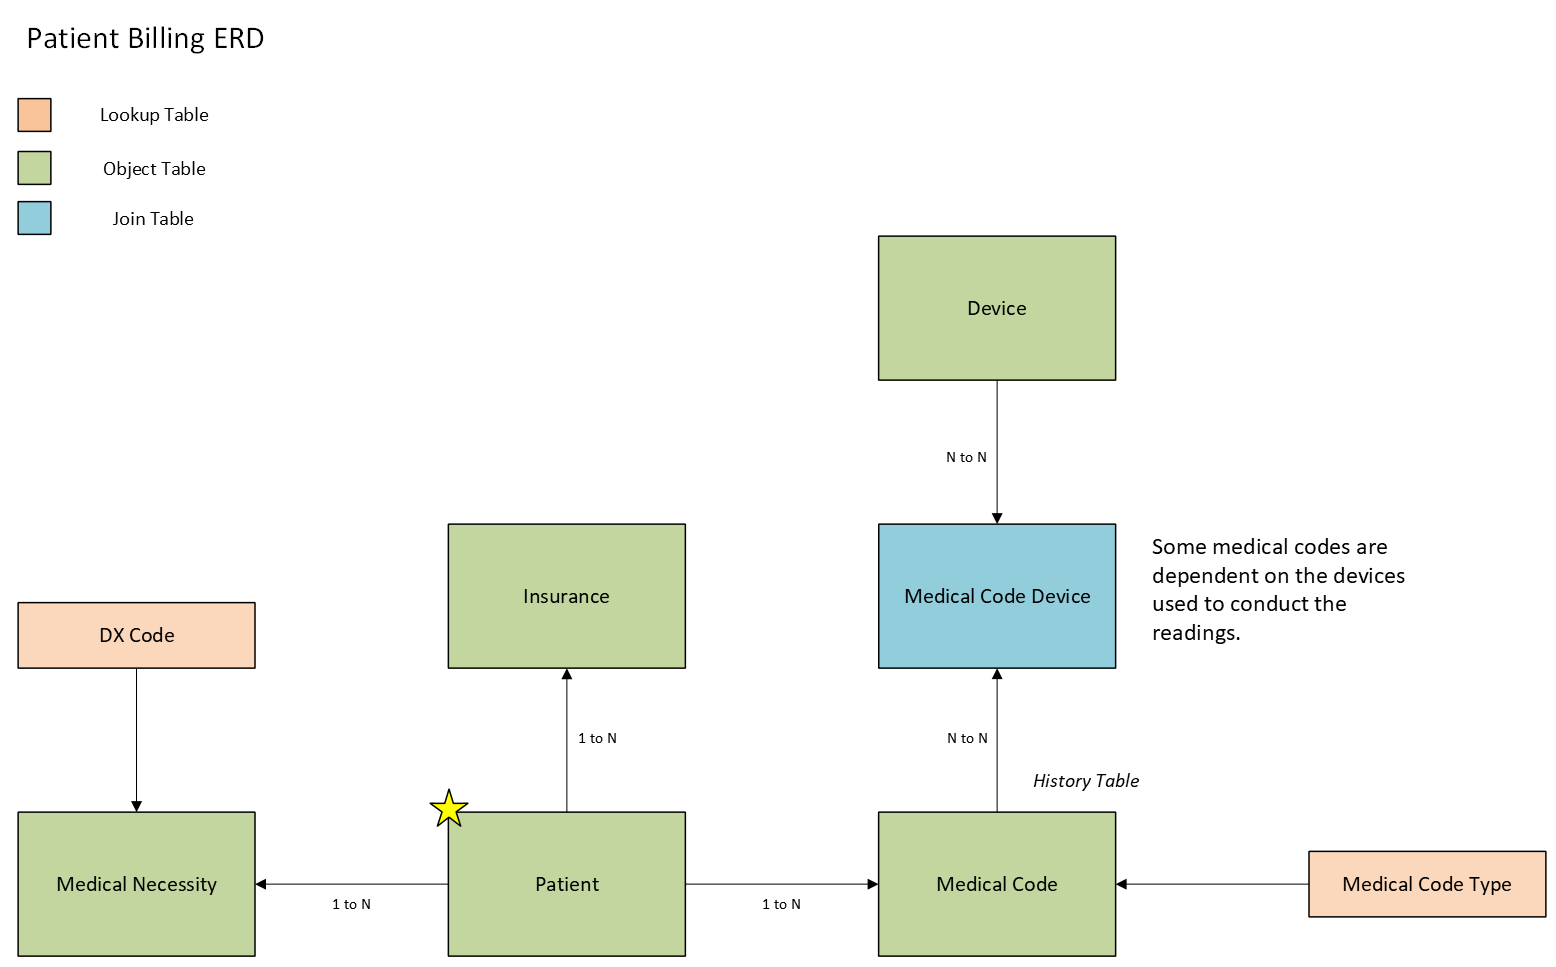 Patient Billing ERD
Lookup Table
Object Table
Join Table
Device
N to N
Insurance
Medical Code Device
Some medical codes are
dependent on the devices
used to conduct the
readings.
DX Code
1 to N
N to N
History Table
Medical Necessity
1 to N
Patient
1 to N
Medical Code
Medical Code Type